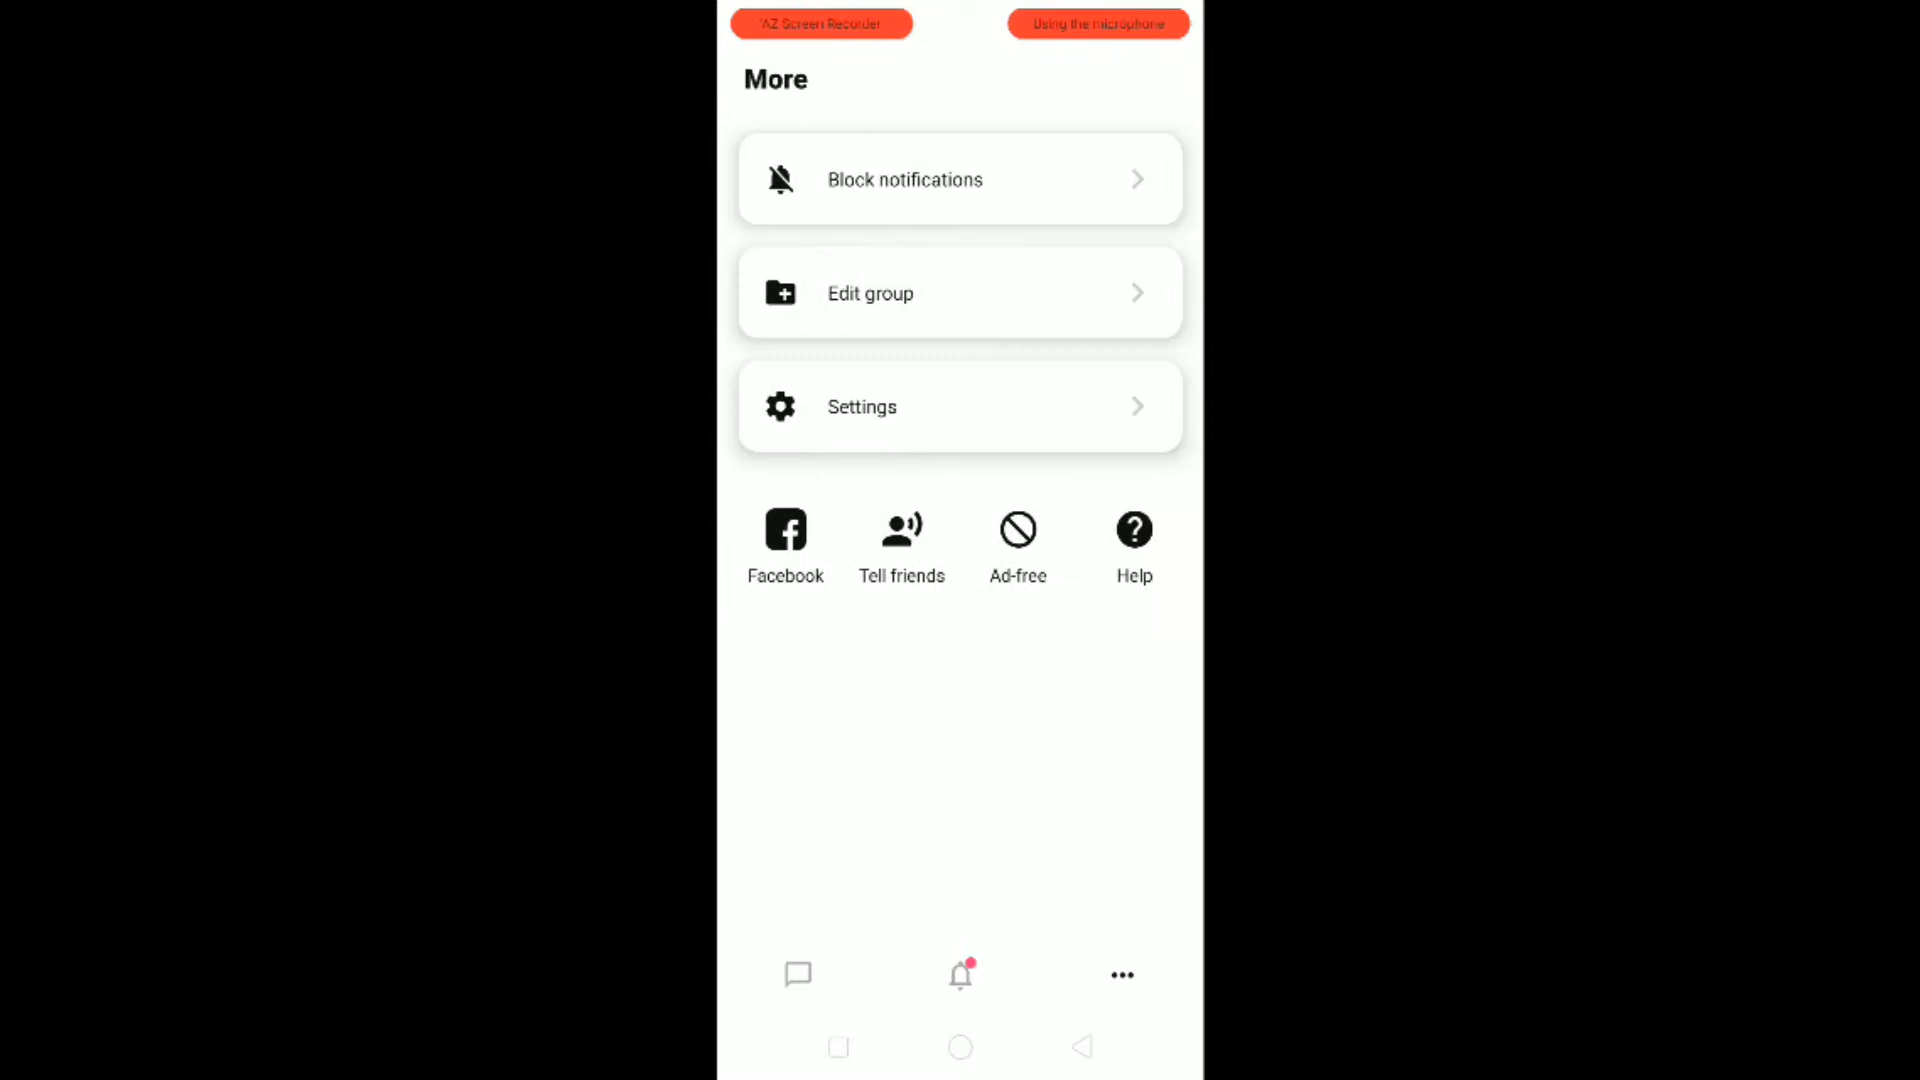 AZ Screen Recorder
Using the microphone
More
Block notifications
Edit group
Settings
Facebook
Tell friends
Ad-free
Help